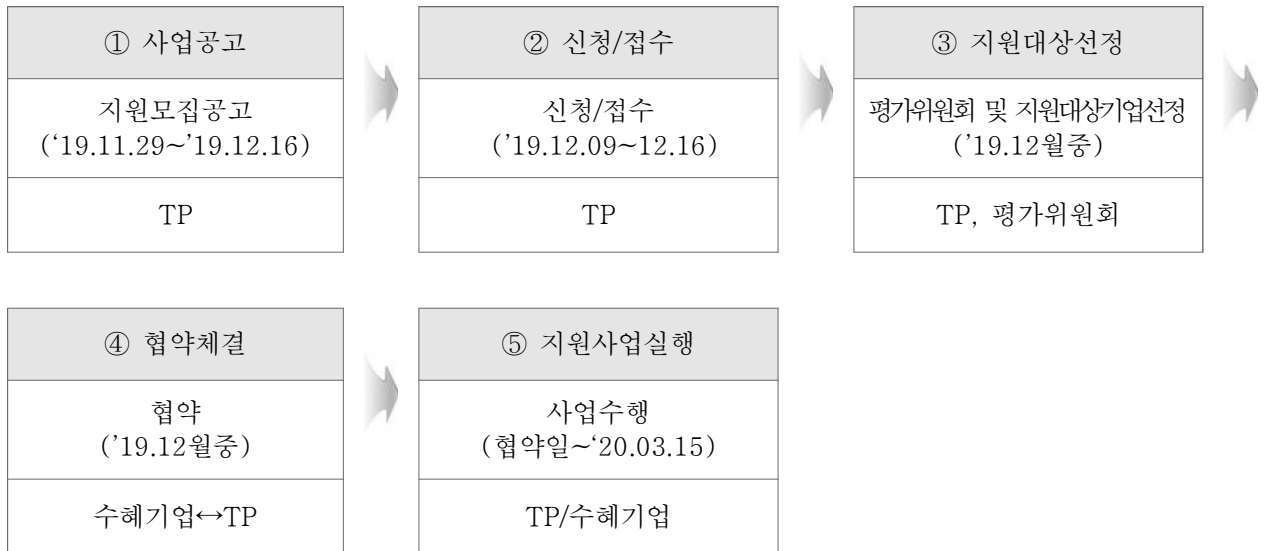 ① 사업공고
지원모집공고
(‘19.11.29~’19.12.16)
TP
② 신청/접수
신청/접수
(’19.12.09~12.16)
TP
③ 지원대상선정
평가위원회 및 지원대상기업선정
(’19.12월중)
TP, 평가위원회
④ 협약체결
협약
(’19.12월중)
수혜기업↔TP
⑤ 지원사업실행
사업수행
(협약일~‘20.03.15)
TP/수혜기업